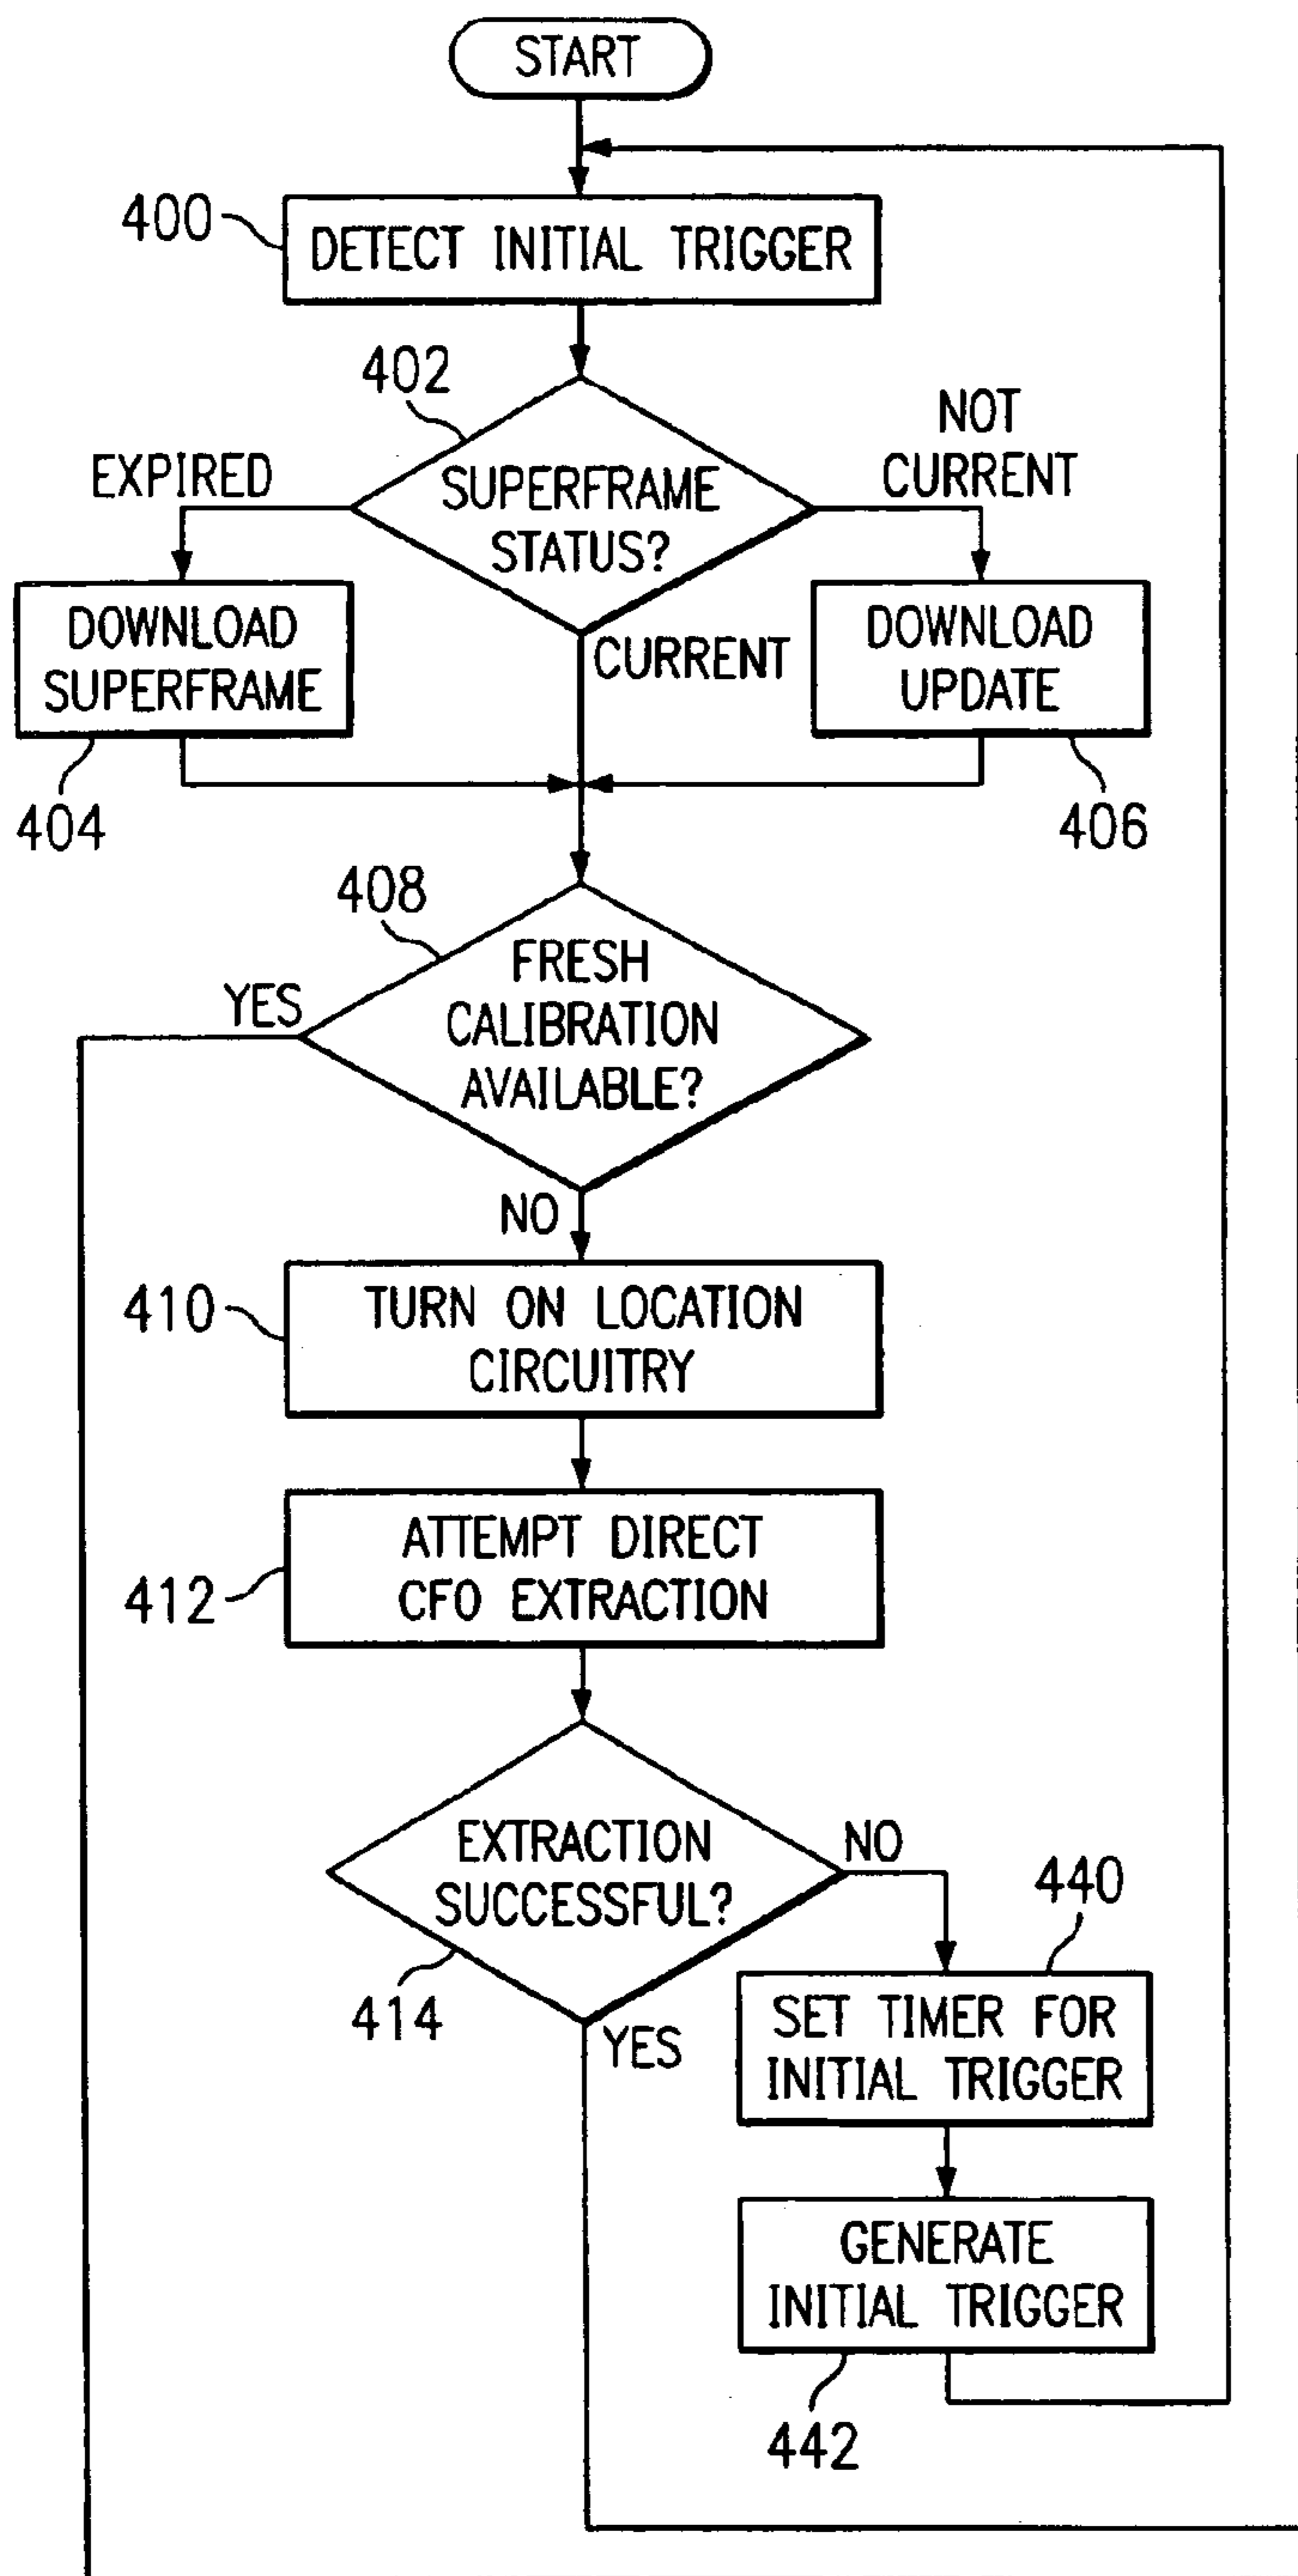 START
400
DETECT INITIAL TRIGGER
402
NOT
CURRENT
EXPIRED
SUPERFRAME
STATUS?
DOWNLOAD
SUPERFRAME
CURRENT
DOWNLOAD
UPDATE
404
406
408
FRESH
CALIBRATION
AVAILABLE?
YES
NO
410
TURN ON LOCATION
CIRCUITRY
412
ATTEMPT DIRECT
CFO EXTRACTION
EXTRACTION
SUCCESSFUL?
NO
414
YES
440
SET TIMER FOR
INITIAL TRIGGER
GENERATE
INITIAL TRIGGER
442